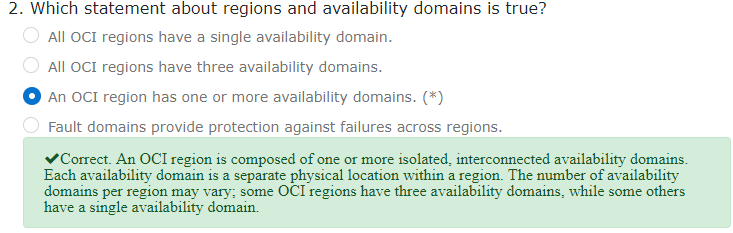 2. Which statement about regions and availability domains is true?
All OCI regions have a single availability domain.
All OCI regions have three availability domains.
An OCI region has one or more availability domains. (*)
Fault domains provide protection against failures across regions.
✔Correct. An OCI region is composed of one or more isolated, interconnected availability domains.
Each availability domain is a separate physical location within a region. The number of availability
domains per region may vary; some OCI regions have three availability domains, while some others
have a single availability domain.